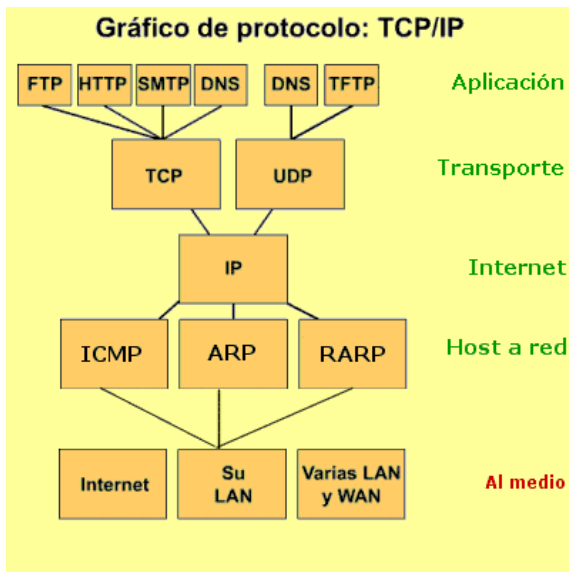 Gráfico de protocolo: TCP/IP
FTP HTTP SMTP DNS DNS TFTP Aplicación
TCP UDP Transporte
IP Internet
ICMP ARP RARP Host a red
Internet Su LAN Varias LAN y WAN Al medio